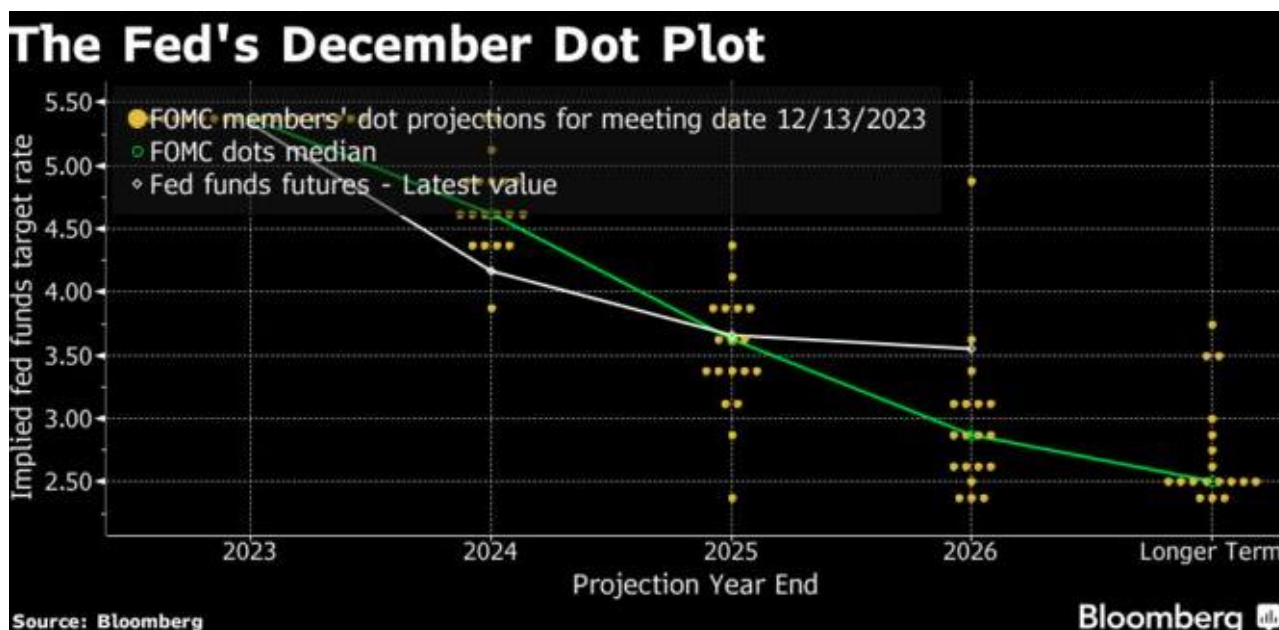 The Fed's December Dot Plot
Implied fed funds target rate
5.50
5.00
4.50
4.00
3.50
3.00
2.50
FOMC members' dot projections for meeting date 12/13/2023
FOMC dots median
Fed funds futures - Latest value
2023
2024
2025
2026
Longer Term
Projection Year End
Source: Bloomberg
Bloomberg